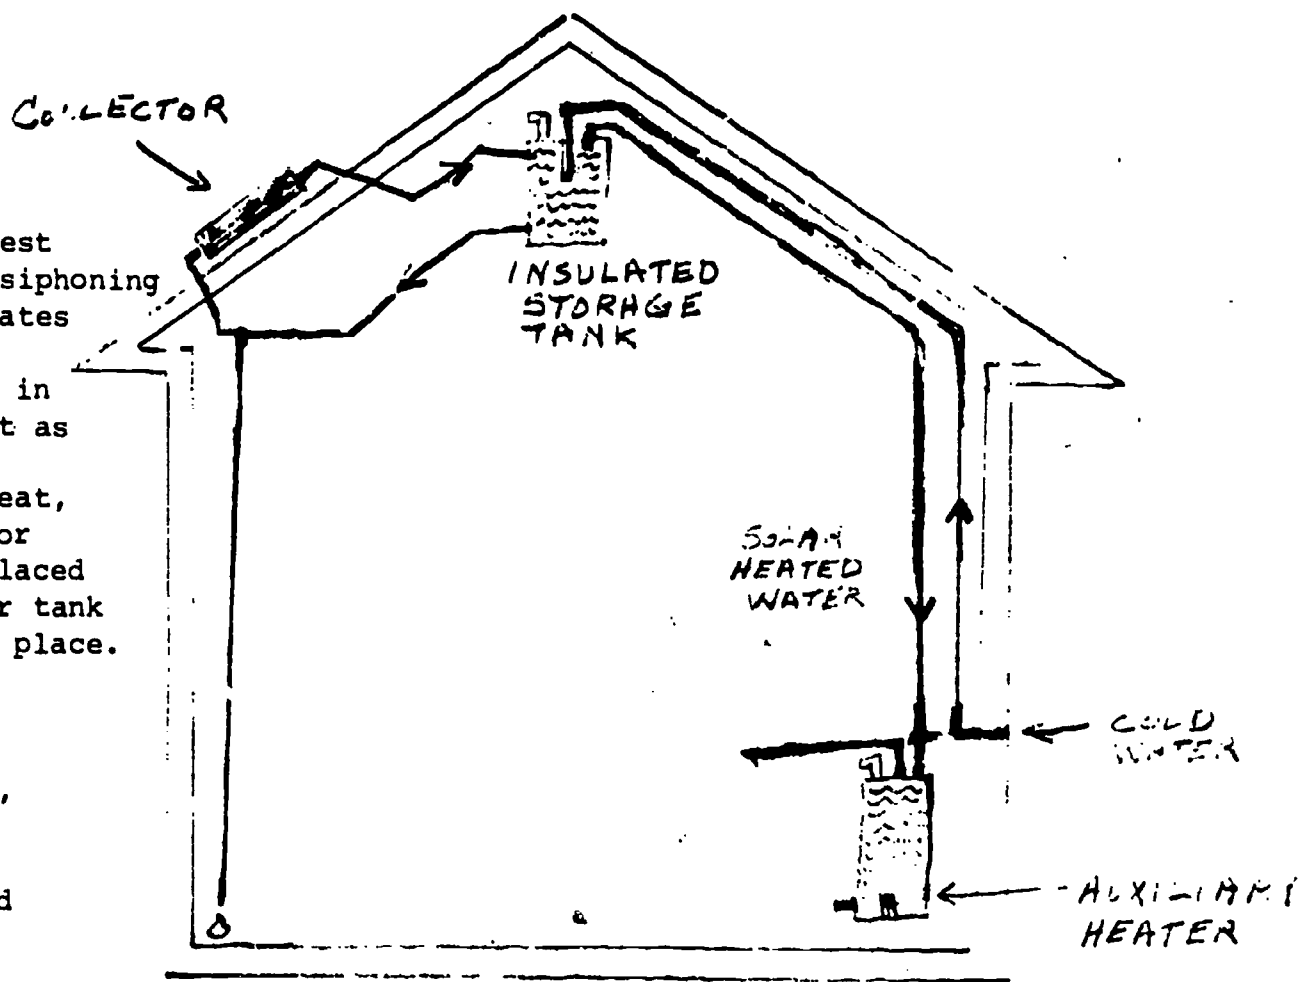 COLLECTOR
est
siphoning
ates
in
t as
eat,
or
laced
r tank
place.
,
d
INSULATED
STORAGE
TANK
SOLAR
HEATED
WATER
COLD
WATER
AUXILIARY
HEATER